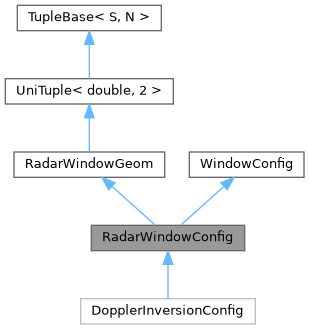 TupleBase< S, N >
UniTuple< double, 2 >
RadarWindowGeom
WindowConfig
RadarWindowConfig
DopplerInversionConfig